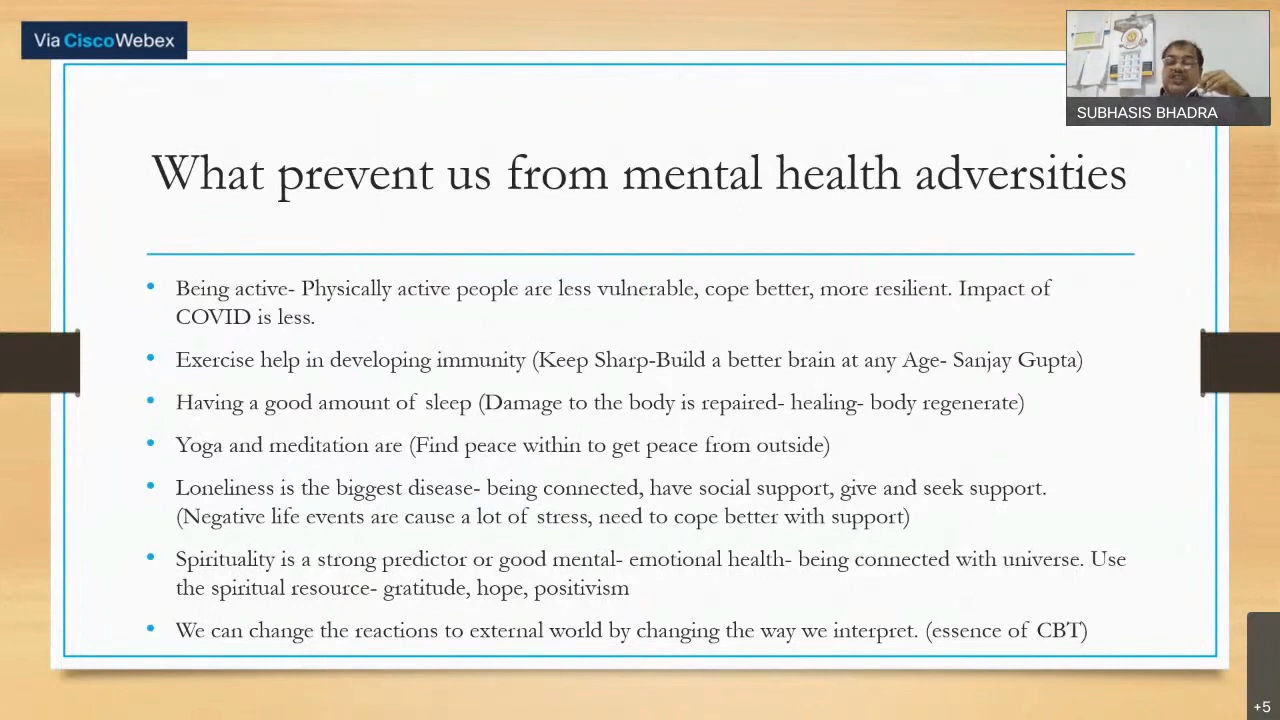 Via Cisco Webex
SUBHASIS BHADRA
What prevent us from mental health adversities
• Being active- Physically active people are less vulnerable, cope better, more resilient. Impact of
COVID is less.
• Exercise help in developing immunity (Keep Sharp-Build a better brain at any Age- Sanjay Gupta)
• Having a good amount of sleep (Damage to the body is repaired- healing- body regenerate)
• Yoga and meditation are (Find peace within to get peace from outside)
• Loneliness is the biggest disease- being connected, have social support, give and seek support.
(Negative life events are cause a lot of stress, need to cope better with support)
• Spirituality is a strong predictor or good mental- emotional health- being connected with universe. Use
the spiritual resource- gratitude, hope, positivism
• We can change the reactions to external world by changing the way we interpret. (essence of CBT)
+5